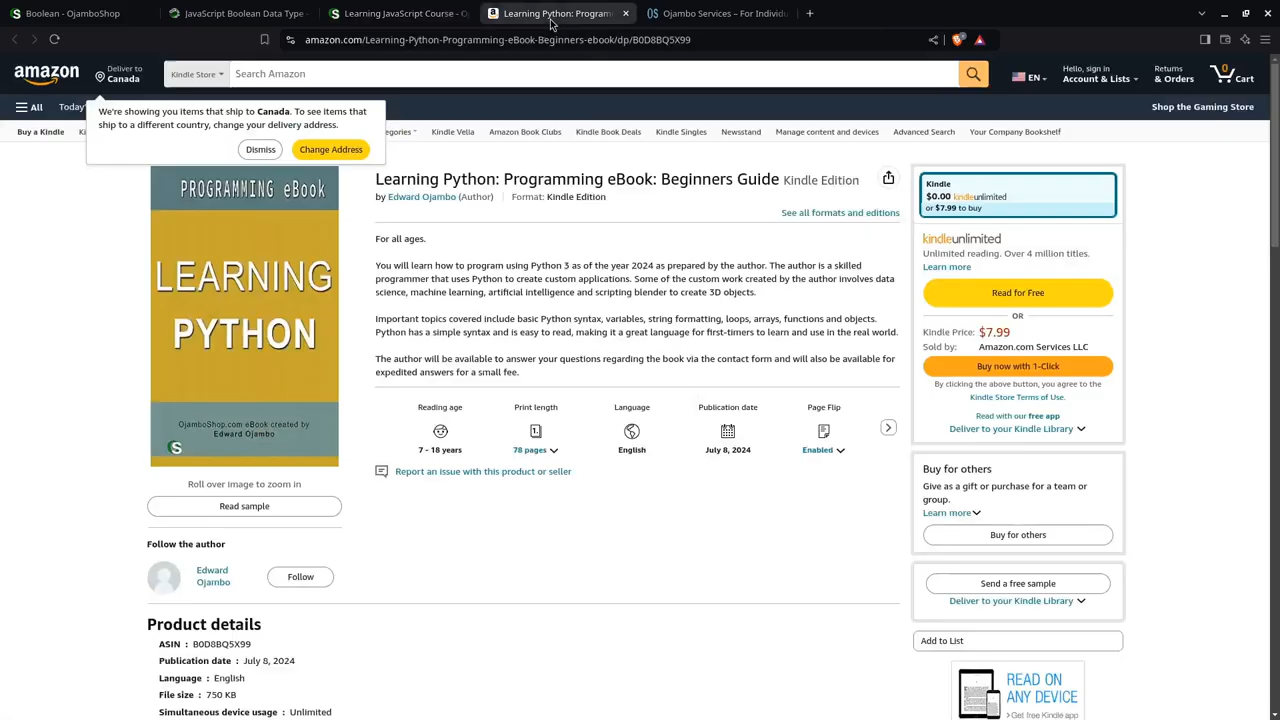 OjamboShop
JavaScript to Japa
Learning JavaScript Course - O
Learning Python: Program
Ojambo Services – For Individu
amazon.com/Learning-Python-Programming-eBook-Beginners-ebook/dp/B0D8BQ5X99
amazon
Deliver to
Canada
Kindle Store
Search Amazon
EN
Hello, sign in
Account & Lists
Returns
& Orders
0
Cart
All
Today'
Shop the Gaming Store
We're showing you items that ship to Canada. To see items that
ship to a different country, change your delivery address.
Dismiss
Change Address
Buy a Kindle
Kindle Vella
Amazon Book Clubs
Kindle Book Deals
Kindle Singles
Newsstand
Manage content and devices
Advanced Search
Your Company Bookshelf
PROGRAMMING eBook
LEARNING
PYTHON
OjamboShop.com eBook created by
Edward Ojambo
Roll over image to zoom in
Read sample
Follow the author
Edward
Ojambo
Follow
Learning Python: Programming eBook: Beginners Guide Kindle Edition
by Edward Ojambo (Author) Format: Kindle Edition
See all formats and editions
For all ages.
You will learn how to program using Python 3 as of the year 2024 as prepared by the author. The author is a skilled
programmer that uses Python to create custom applications. Some of the custom work created by the author involves data
science, machine learning, artificial intelligence and scripting blender to create 3D objects.
Important topics covered include basic Python syntax, variables, string formatting, loops, arrays, functions and objects.
Python has a simple syntax and is easy to read, making it a great language for first-timers to learn and use in the real world.
The author will be available to answer your questions regarding the book via the contact form and will also be available for
expedited answers for a small fee.
Reading age
7 - 18 years
Print length
78 pages
Language
English
Publication date
July 8, 2024
Page Flip
Enabled
Report an issue with this product or seller
Kindle
$0.00 kindleunlimited
or $7.99 to buy
kindleunlimited
Unlimited reading. Over 4 million titles.
Learn more
Read for Free
OR
Kindle Price: $7.99
Sold by: Amazon.com Services LLC
Buy now with 1-Click
By clicking the above button, you agree to the
Kindle Store Terms of Use.
Read with our free app
Deliver to your Kindle Library
Buy for others
Give as a gift or purchase for a team or
group.
Learn more
Buy for others
Send a free sample
Deliver to your Kindle Library
Add to List
READ ON
ANY DEVICE
Get free Kindle app
Product details
ASIN : B0D8BQ5X99
Publication date : July 8, 2024
Language : English
File size : 750 KB
Simultaneous device usage : Unlimited